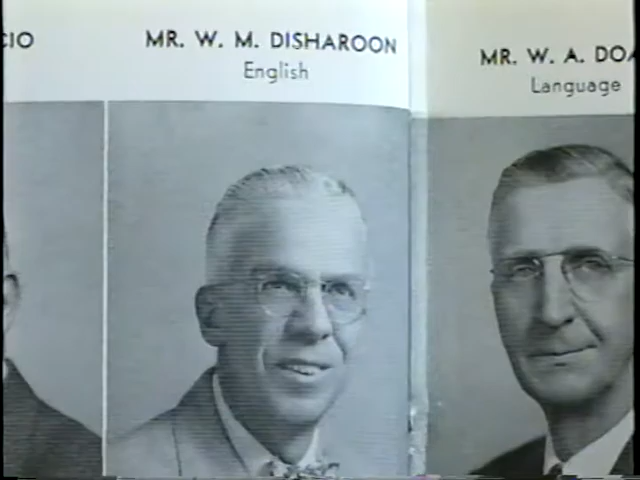 CIO
MR. W. M. DISHAROON
English
MR. W. A. DOA
Language